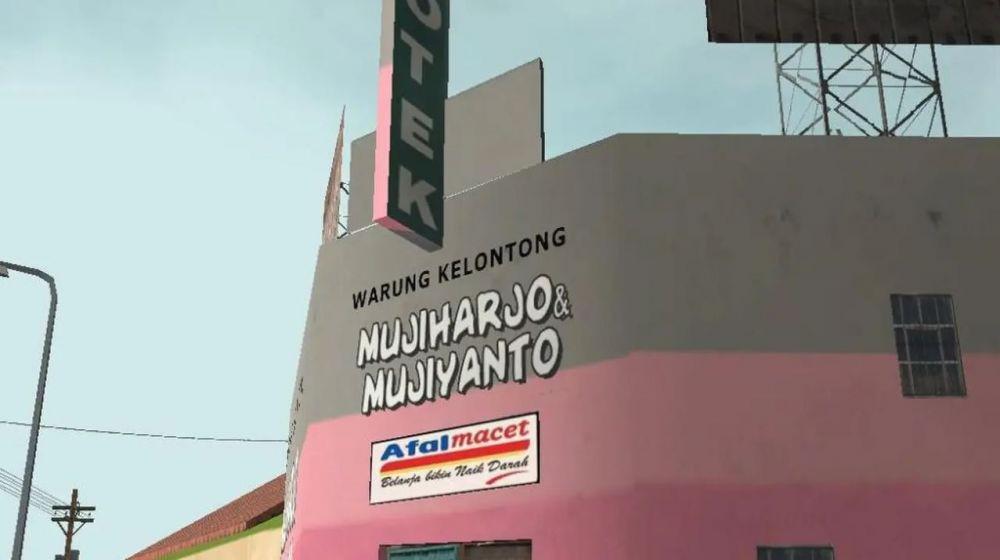 OTEK
WARUNG KELONTONG
MUJIHARJO&
MUJIYANTO
Afalmacet
Belanja bikin Naik Darah